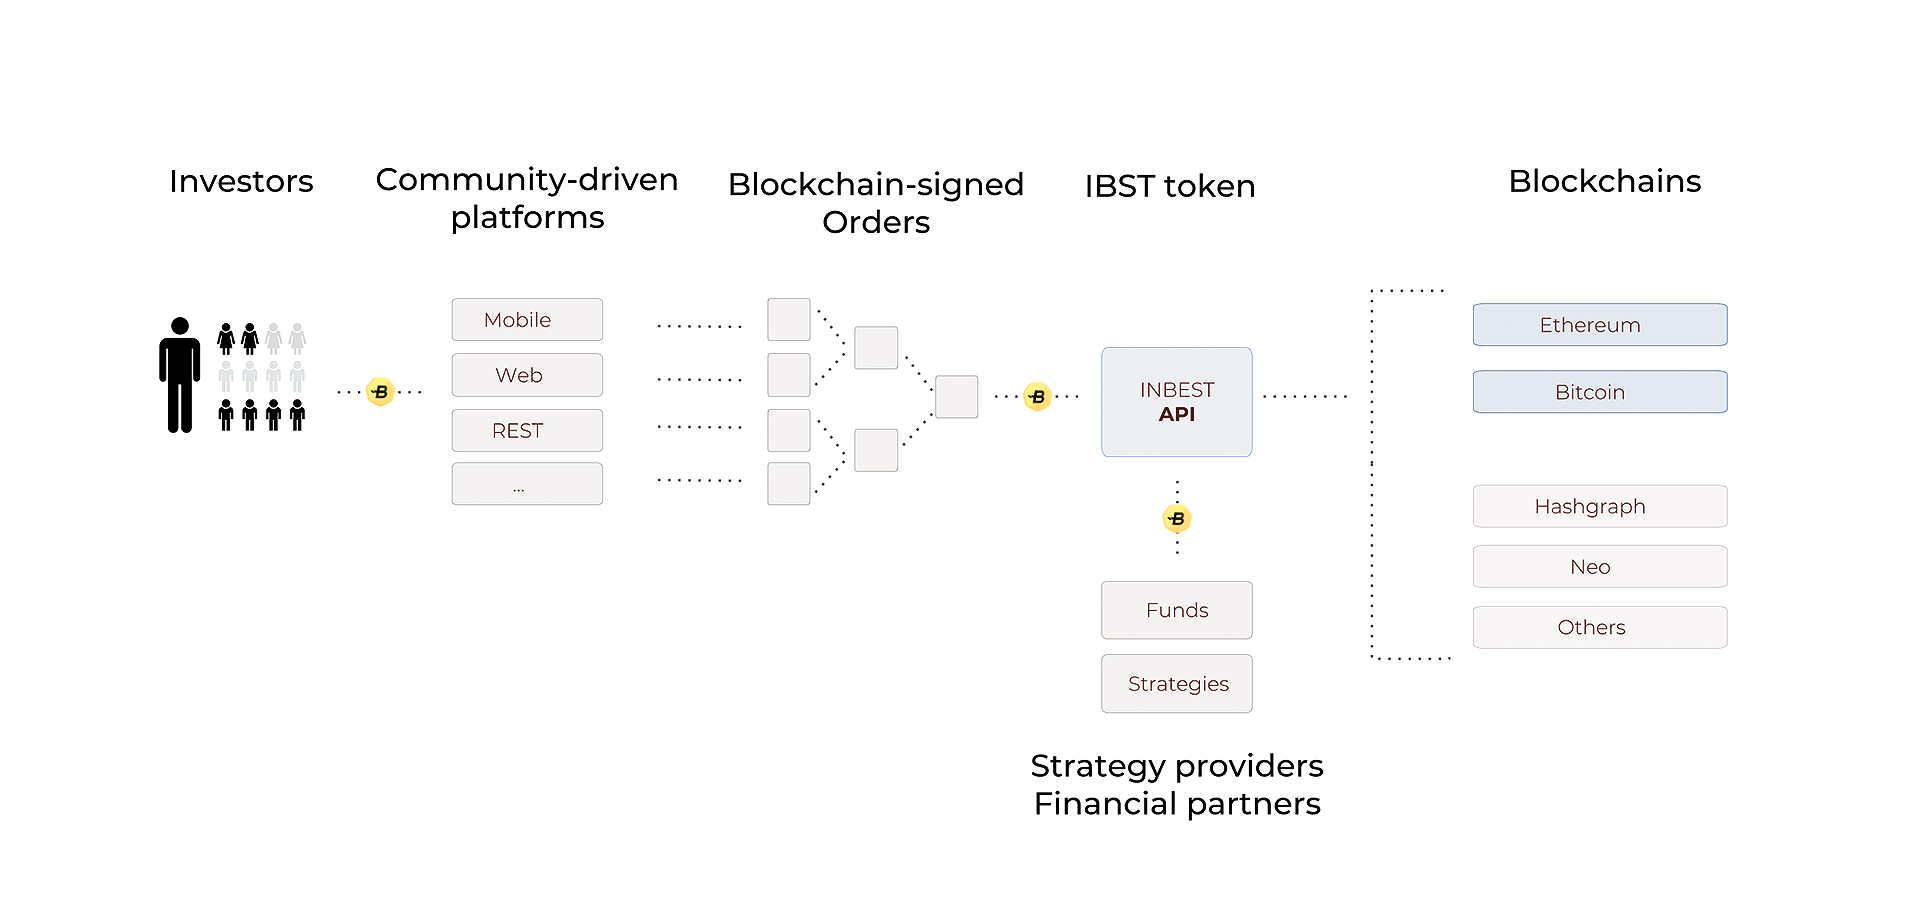 Investors
Community-driven
platforms
Blockchain-signed
Orders
IBST token
Blockchains
Mobile
Web
REST
...
INBEST
API
Funds
Strategies
Strategy providers
Financial partners
Ethereum
Bitcoin
Hashgraph
Neo
Others